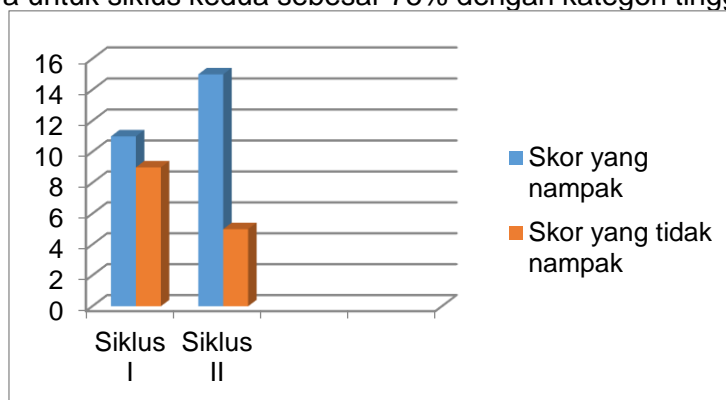 a untuk siklus kedua sebesar 75% dengan kategori
16
14
12
10
8
6
4
2
0
Siklus I
Siklus II
Skor yang
nampak
Skor yang tidak
nampak